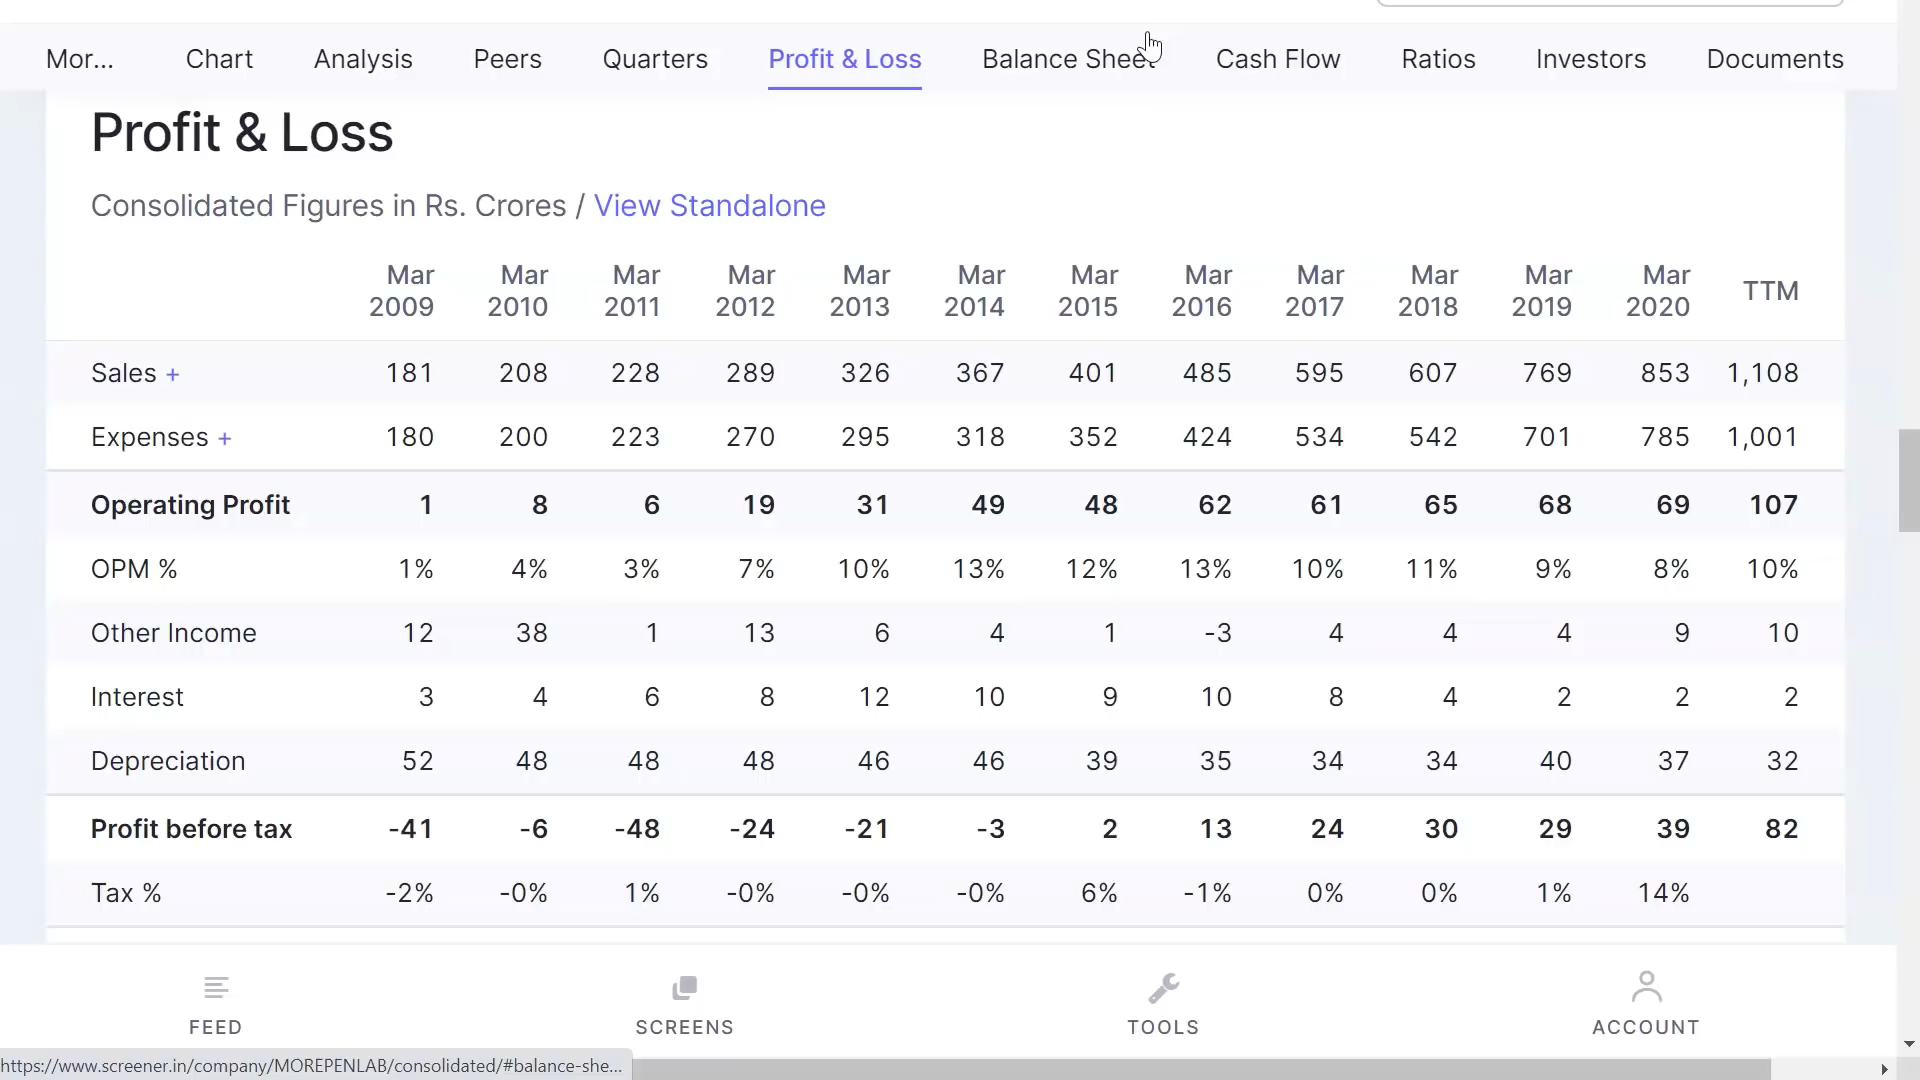 Mor... Chart Analysis Peers Quarters Profit & Loss Balance Sheet Cash Flow Ratios Investors Documents
Profit & Loss
Consolidated Figures in Rs. Crores / View Standalone
Mar 2009 Mar 2010 Mar 2011 Mar 2012 Mar 2013 Mar 2014 Mar 2015 Mar 2016 Mar 2017 Mar 2018 Mar 2019 Mar 2020 TTM
Sales + 181 208 228 289 326 367 401 485 595 607 769 853 1,108
Expenses + 180 200 223 270 295 318 352 424 534 542 701 785 1,001
Operating Profit 1 8 6 19 31 49 48 62 61 65 68 69 107
OPM % 1% 4% 3% 7% 10% 13% 12% 13% 10% 11% 9% 8% 10%
Other Income 12 38 1 13 6 4 1 -3 4 4 4 9 10
Interest 3 4 6 8 12 10 9 10 8 4 2 2 2
Depreciation 52 48 48 48 46 46 39 35 34 34 40 37 32
Profit before tax -41 -6 -48 -24 -21 -3 2 13 24 30 29 39 82
Tax % -2% -0% 1% -0% -0% -0% 6% -1% 0% 0% 1% 14%
FEED SCREENS TOOLS ACCOUNT
https://www.screener.in/company/MOREPENLAB/consolidated/#balance-she...